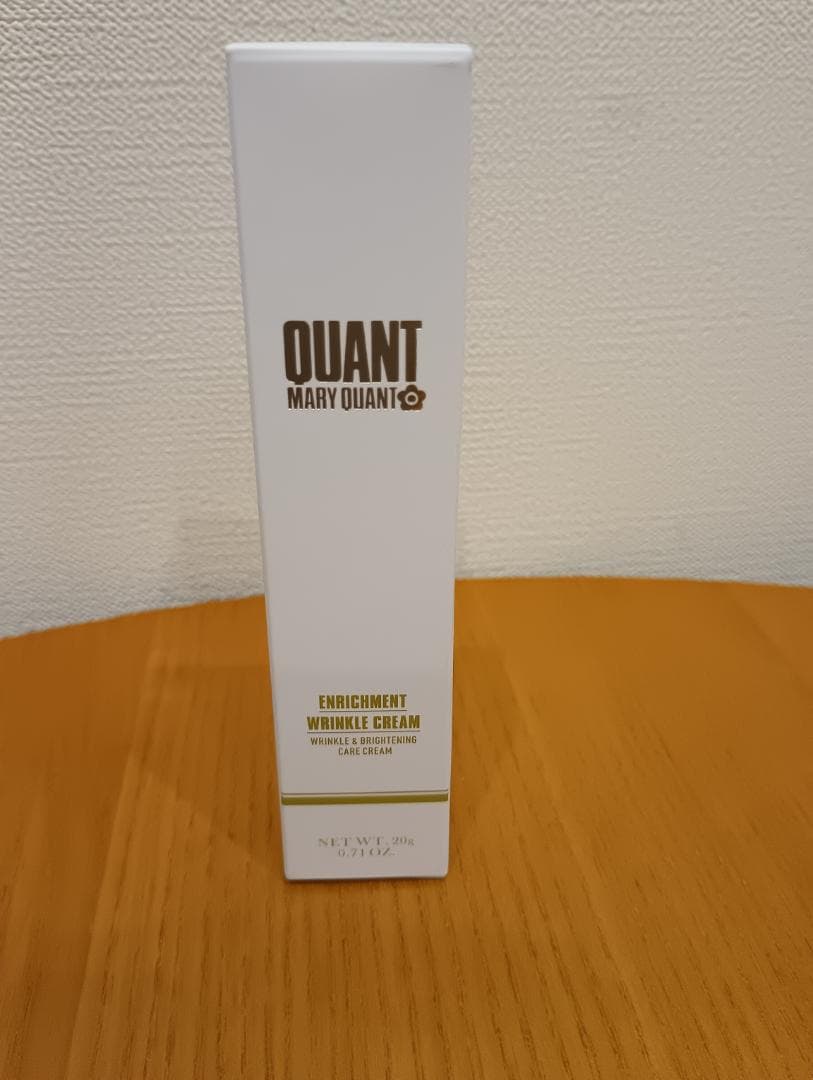 QUANT
MARY QUANT
ENRICHMENT
WRINKLE CREAM
WRINKLE & BRIGHTENING
CARE CREAM
NET WT. 20g
0.71 OZ.